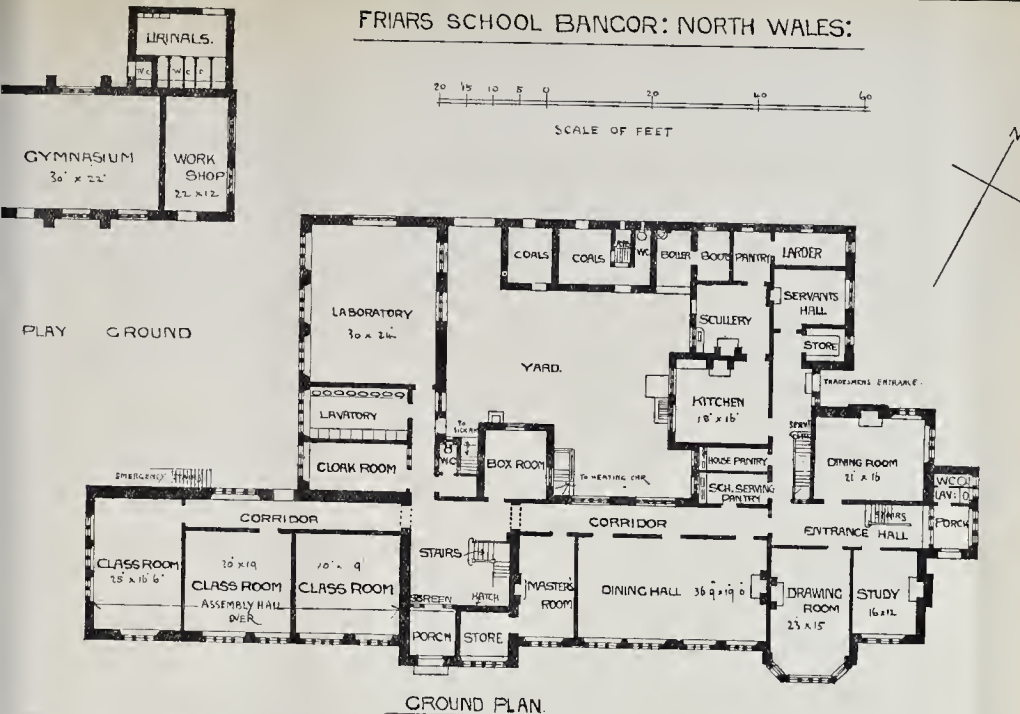 FRIARS SCHOOL BANGOR: NORTH WALES:
20 15 10 5 0 20 40 60
SCALE OF FEET
N
URINALS.
GYMNASIUM
30' x 22'
WORK
SHOP
22 x 12
PLAY GROUND
LABORATORY
30 x 24
LAVATORY
CLOAK ROOM
WC
TO
BOX ROOM
YARD.
COALS
COALS
WC
BOILER
BOOTS
PANTRY
LARDER
SCULLERY
SERVANTS
HALL
STORE
TRADESMENS ENTRANCE.
KITCHEN
18' x 16'
HOUSE PANTRY
SCH. SERVING
PANTRY
DINING ROOM
21' x 16
WC
LAV:
PORCH
STAIRS
ENTRANCE
HALL
EMERGENCY STAIRS
CORRIDOR
CORRIDOR
CLASS ROOM
25' x 16' 6"
20' x 19
CLASS ROOM
ASSEMBLY HALL
OVER
CLASS ROOM
STAIRS
SCREEN
HATCH
PORCH
STORE
MASTER'S
ROOM
DINING HALL 36 9 x 19 0
DRAWING
ROOM
23 x 15'
STUDY
16 x 12
GROUND PLAN.